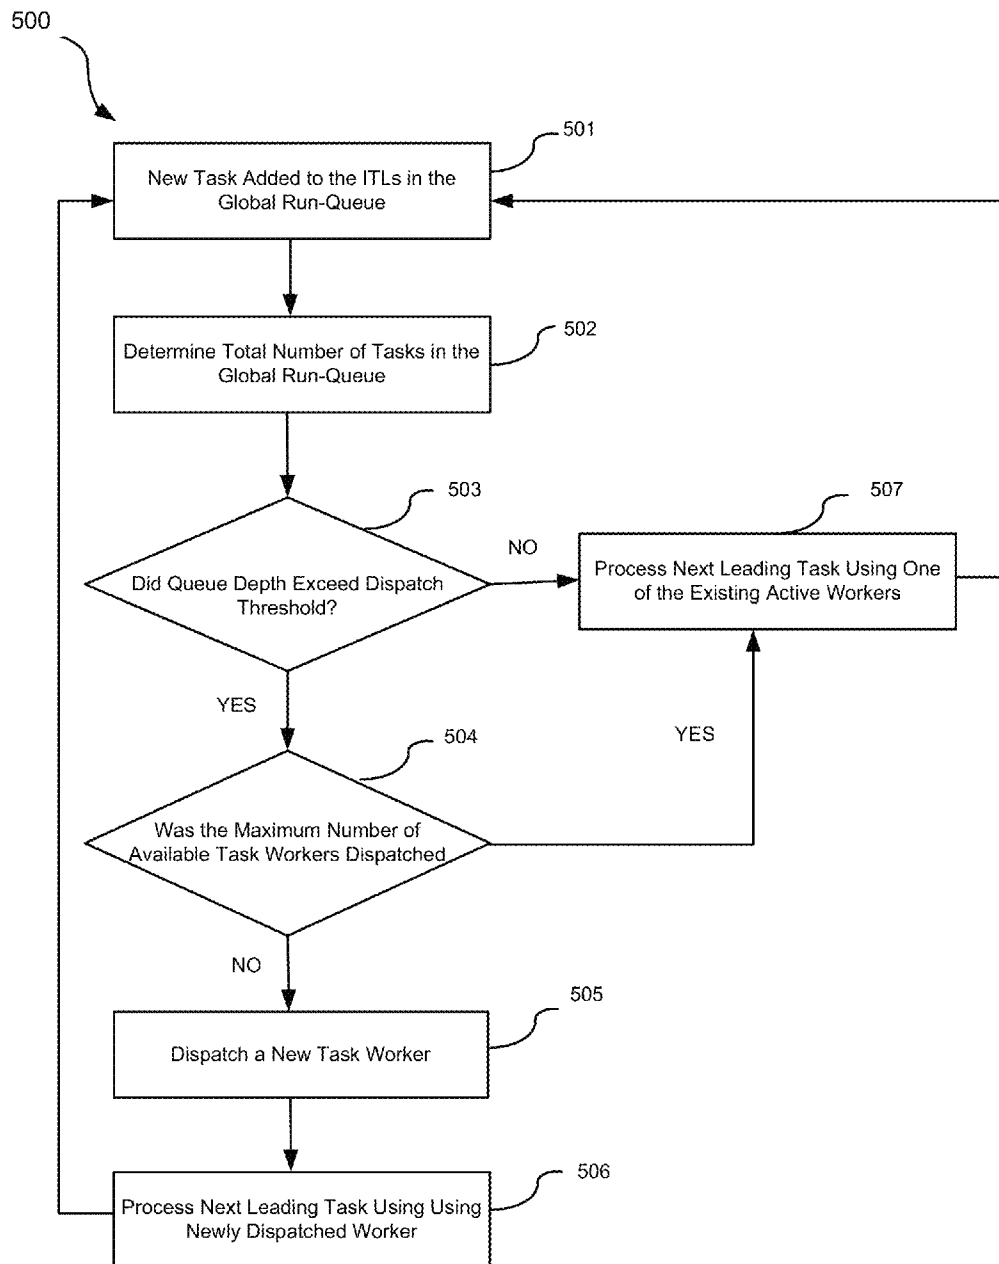 500
501
New Task Added to the ITLs in the
Global Run-Queue
502
Determine Total Number of Tasks in the
Global Run-Queue
503
Did Queue Depth Exceed Dispatch
Threshold?
NO
507
Process Next Leading Task Using One
of the Existing Active Workers
YES
504
YES
Was the Maximum Number of
Available Task Workers Dispatched
NO
505
Dispatch a New Task Worker
506
Process Next Leading Task Using Using
Newly Dispatched Worker